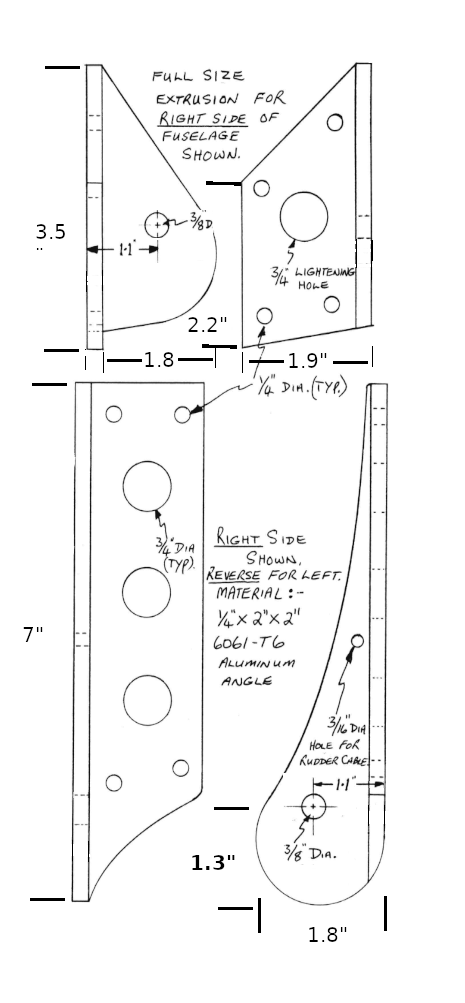 FULL SIZE
EXTRUSION FOR
RIGHT SIDE OF
FUSELAGE
SHOWN.
3/8"D
3.5
"
1·1"
3/4" LIGHTENING
HOLE
2.2"
1.8
1.9"
1/4" DIA.(TYP.)
3/4" DIA
(TYP).
RIGHT SIDE
SHOWN,
REVERSE FOR LEFT.
MATERIAL :-
1/4" X 2" X 2"
6061-T6
ALUMINUM
ANGLE
7"
3/16" DIA
HOLE FOR
RUDDER CABLE.
1·1"
3/8" DIA.
1.3"
1.8"